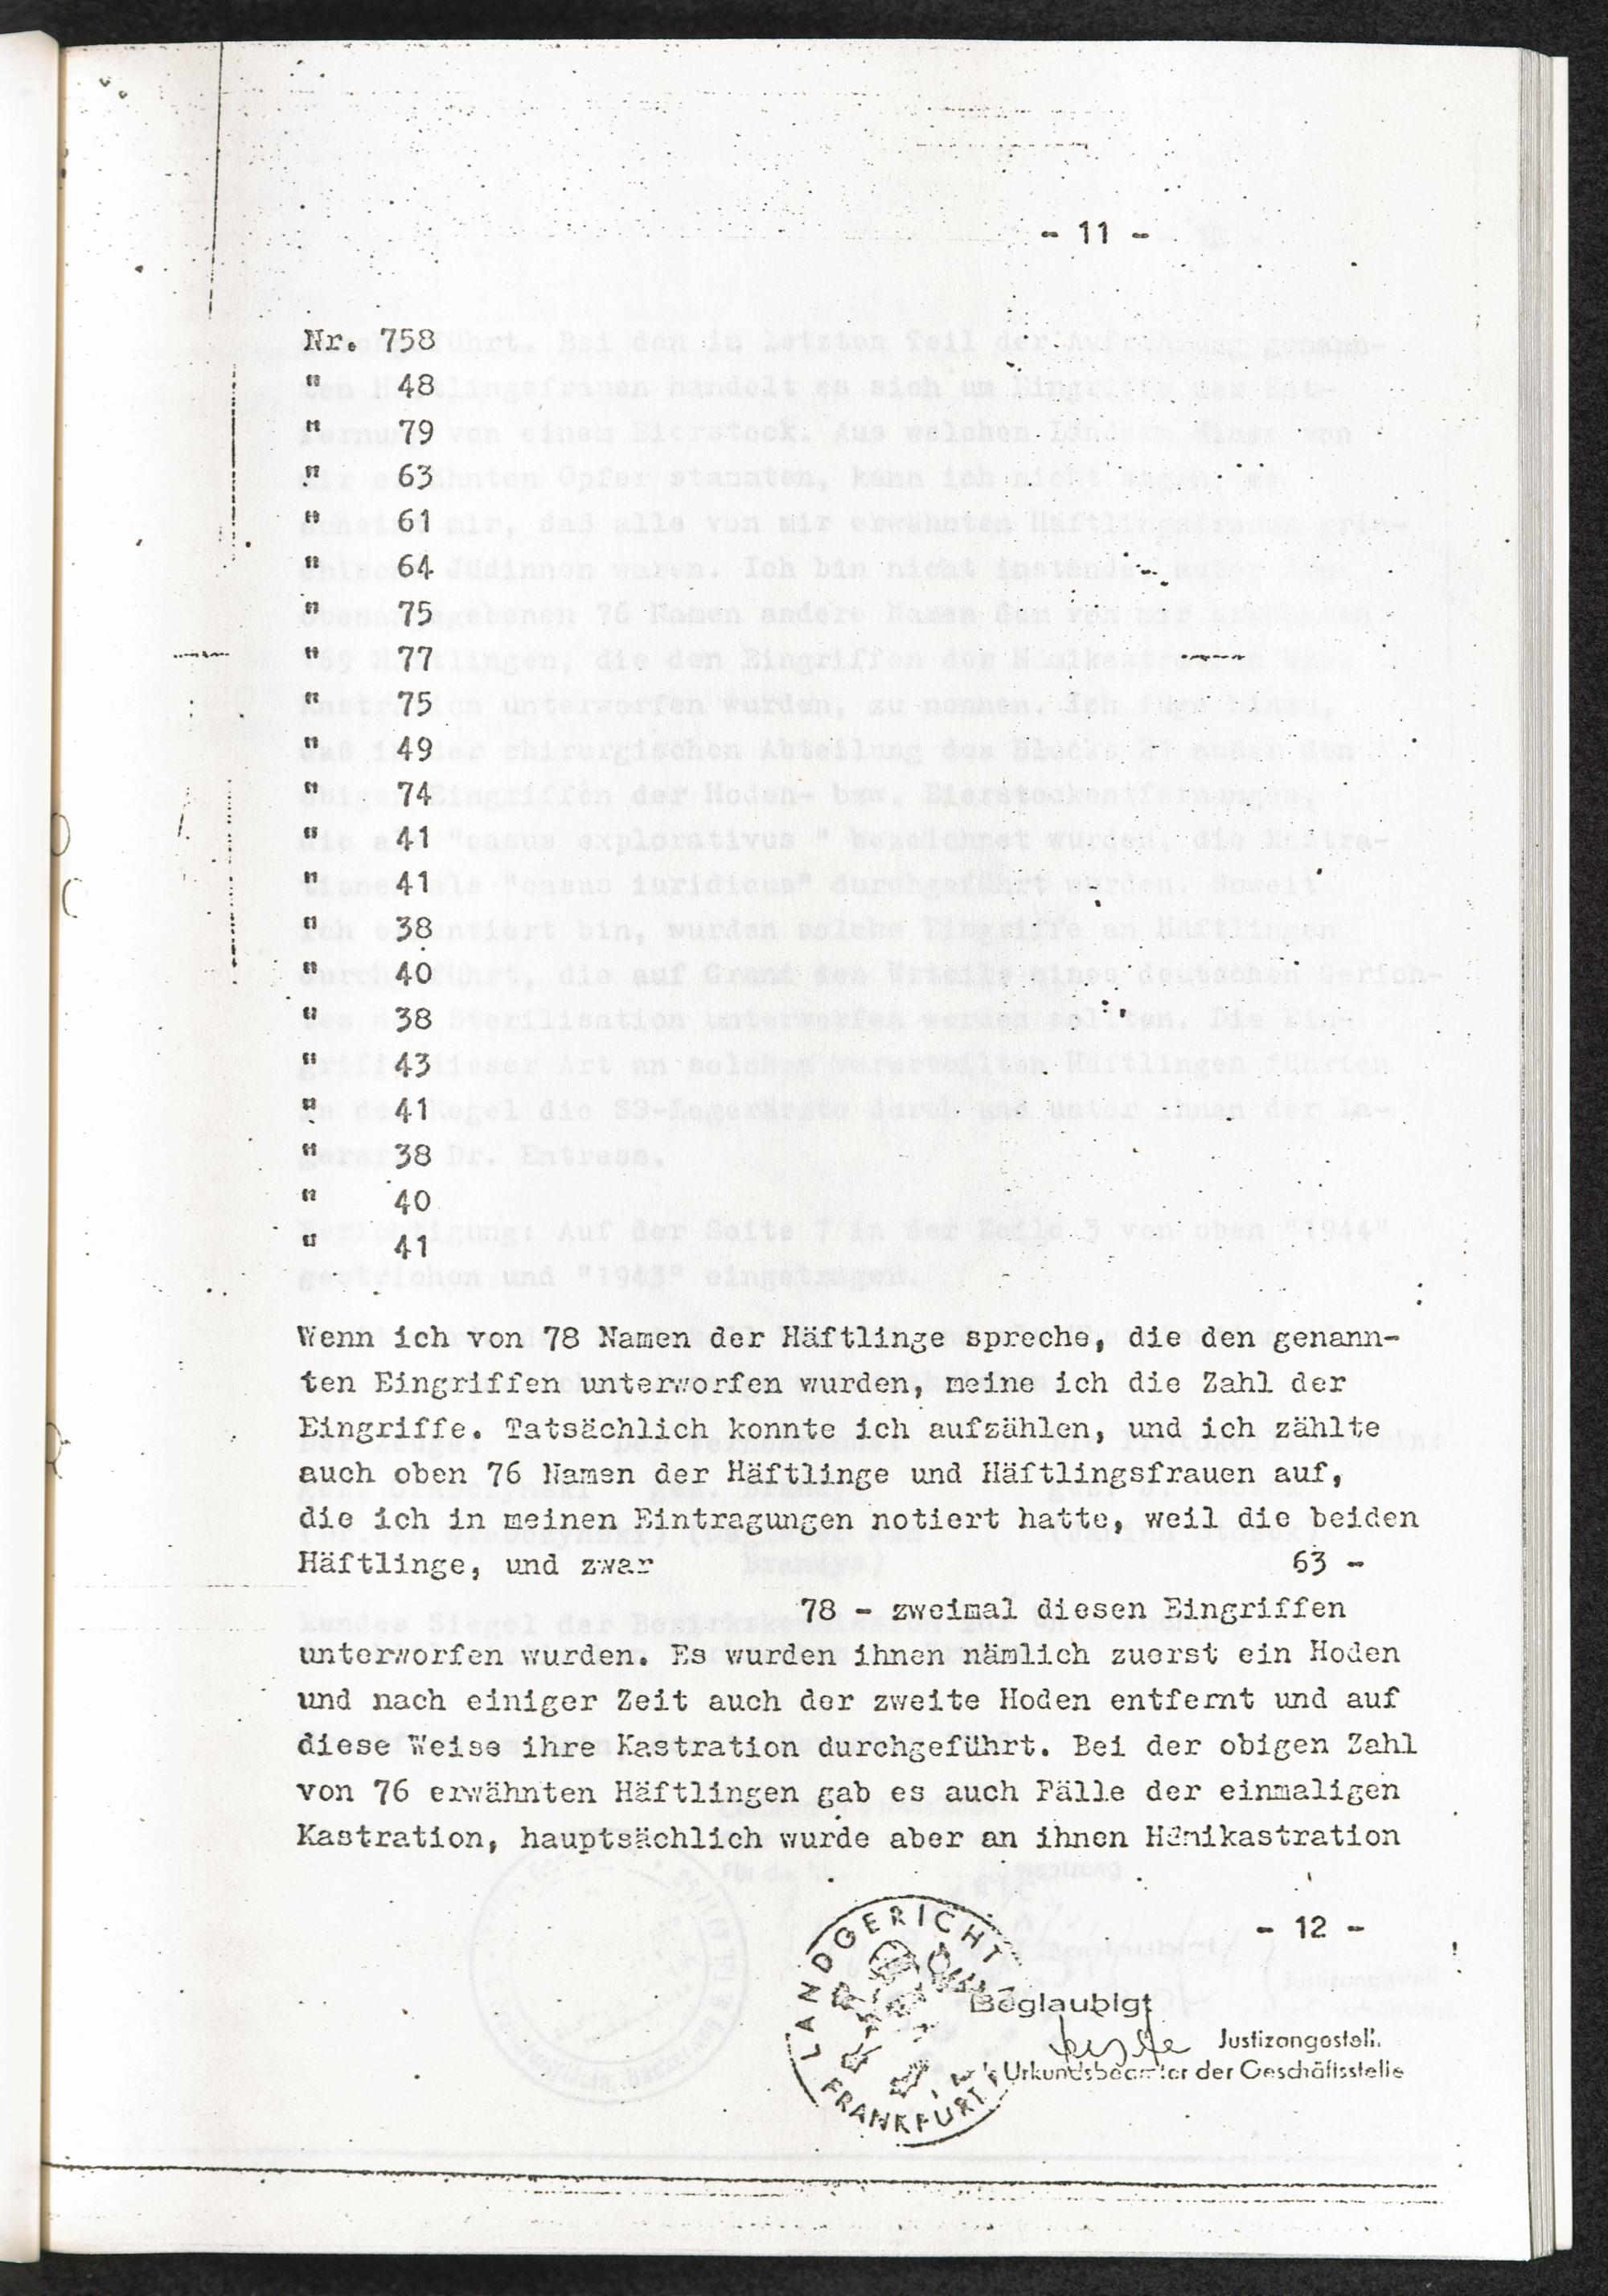 - 11 -
Nr. 758
" 48
" 79
" 63
" 61
" 64
" 75
" 77
" 75
" 49
" 74
" 41
" 41
" 38
" 40
" 38
" 43
" 41
" 38
" 40
" 41
Wenn ich von 78 Namen der Häftlinge spreche, die den genann-
ten Eingriffen unterworfen wurden, meine ich die Zahl der
Eingriffe. Tatsächlich konnte ich aufzählen, und ich zählte
auch oben 76 Namen der Häftlinge und Häftlingsfrauen auf,
die ich in meinen Eintragungen notiert hatte, weil die beiden
Häftlinge, und zwar 63 -
78 - zweimal diesen Eingriffen
unterworfen wurden. Es wurden ihnen nämlich zuerst ein Hoden
und nach einiger Zeit auch der zweite Hoden entfernt und auf
diese Weise ihre Kastration durchgeführt. Bei der obigen Zahl
von 76 erwähnten Häftlingen gab es auch Fälle der einmaligen
Kastration, hauptsächlich wurde aber an ihnen Hemikastration
- 12 -
LANDGERICHT
FRANKFURT
Beglaubigt
Justizangestell.
Urkundsbeamter der Geschäftsstelle